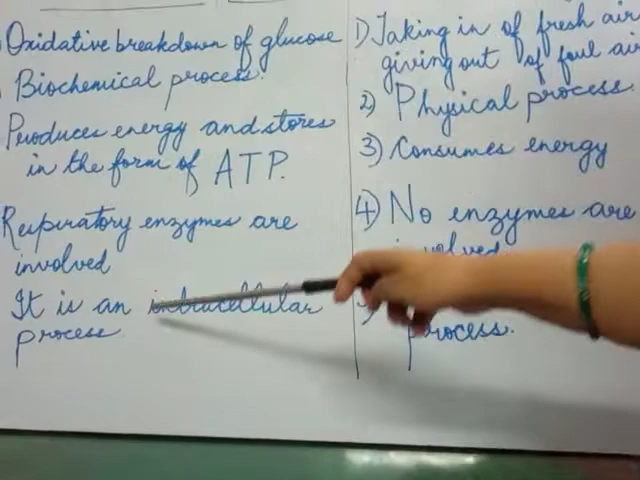 Oxidative breakdown of glucose
Biochemical process.
Produces energy and stores
in the form of ATP.
Respiratory enzymes are
involved
It is an intracellular
process
1) Taking in of fresh air
giving out of foul air
2) Physical process.
3) Consumes energy
4) No enzymes are
involved
process.